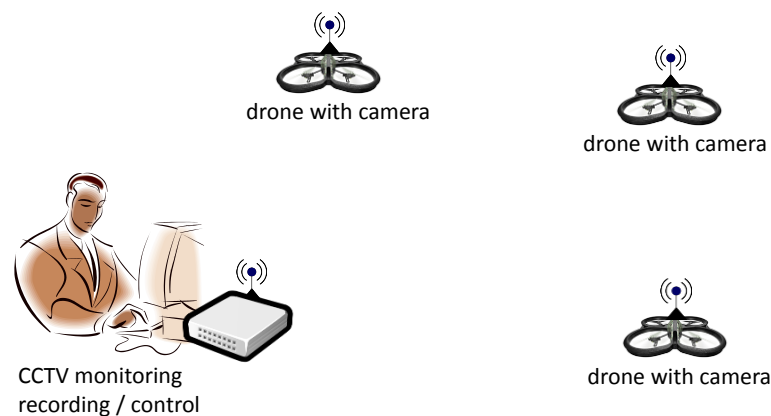 drone with camera
drone with camera
drone with camera
CCTV monitoring
recording / control